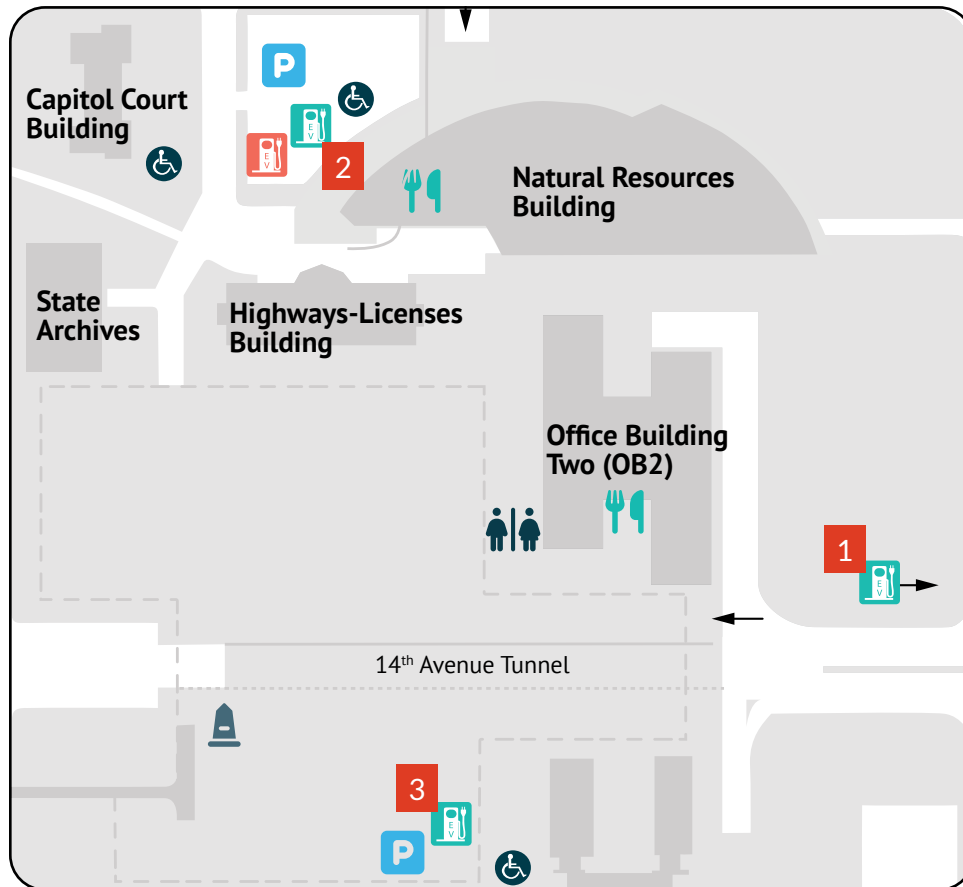 P
Capitol Court
Building
E
V
E
V
2
Natural Resources
Building
State
Archives
Highways-Licenses
Building
Office Building
Two (OB2)
1
E
V
14th Avenue Tunnel
3
E
V
P